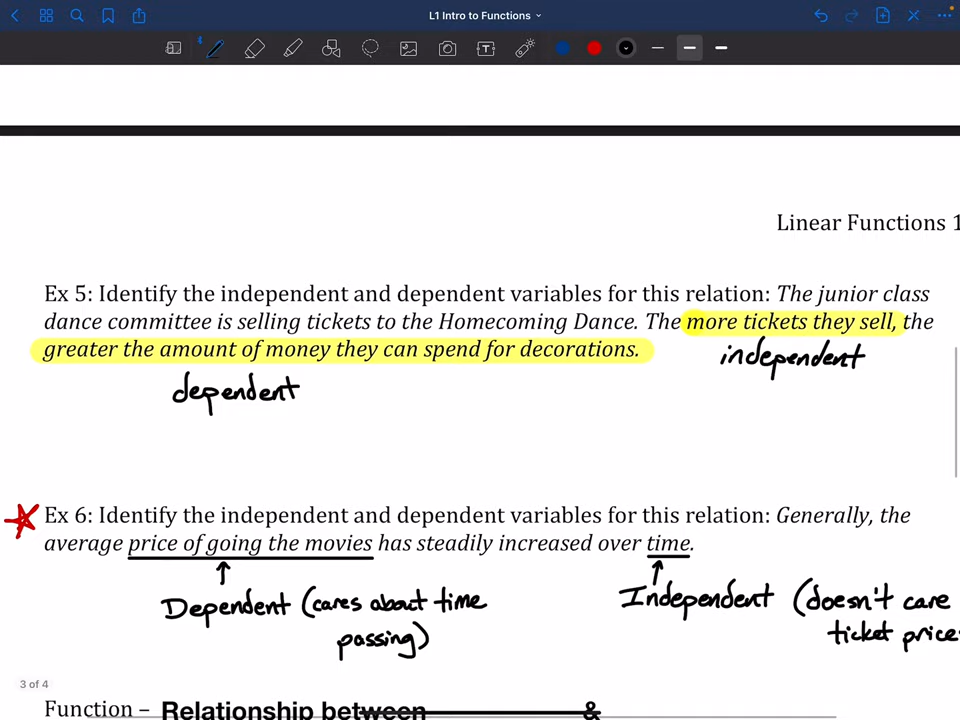 L1 Intro to Functions
Linear Functions 1
Ex 5: Identify the independent and dependent variables for this relation: The junior class
dance committee is selling tickets to the Homecoming Dance. The more tickets they sell, the
greater the amount of money they can spend for decorations.
independent
dependent
Ex 6: Identify the independent and dependent variables for this relation: Generally, the
average price of going the movies has steadily increased over time.
Dependent (cares about time
passing)
Independent (doesn't care
ticket price
3 of 4
Function – Relationship between &